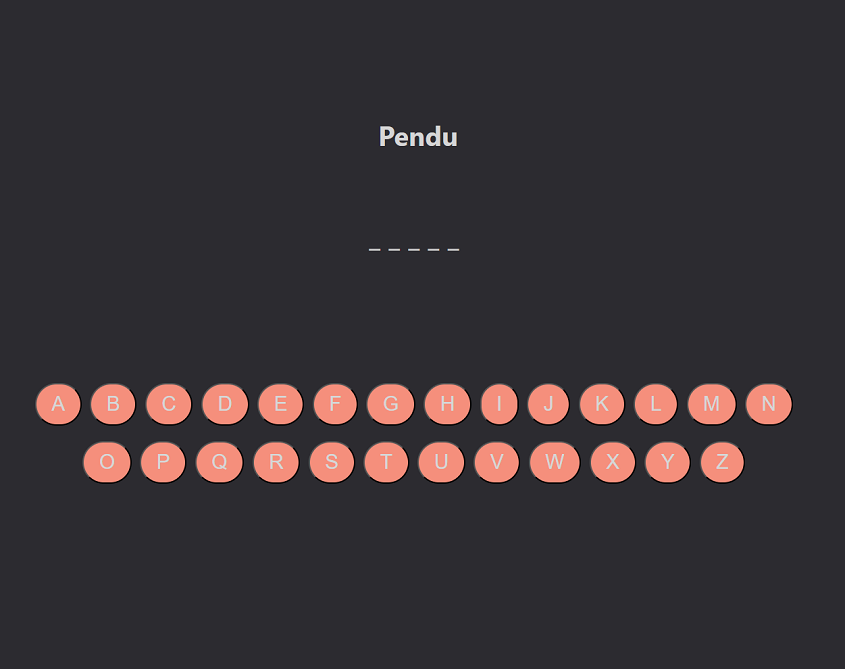 Pendu
_ _ _ _ _
A B C D E F G H I J K L M N
O P Q R S T U V W X Y Z